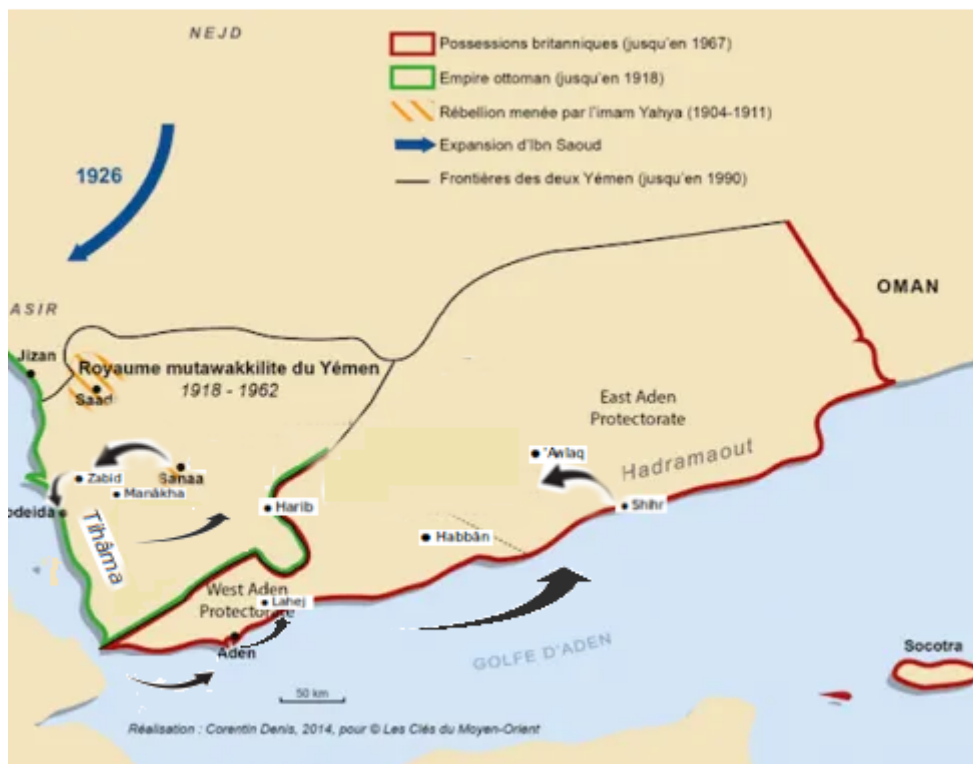 NEJD
Possessions britanniques (jusqu'en 1967)
Empire ottoman (jusqu'en 1918)
Rébellion menée par l'imam Yahya (1904-1911)
Expansion d'Ibn Saoud
Frontières des deux Yémen (jusqu'en 1990)
1926
ASIR
OMAN
Jizan
Royaume mutawakkilite du Yémen
1918 - 1962
Saad
East Aden
Protectorate
'Awlaq
Hadramaout
Sanaa
Zabid
Manâkha
odeida
Harib
Shihr
Tihâma
Habbân
West Aden
Protectorate
Lahej
Aden
GOLFE D'ADEN
Socotra
50 km
Réalisation : Corentin Denis, 2014, pour © Les Clés du Moyen-Orient